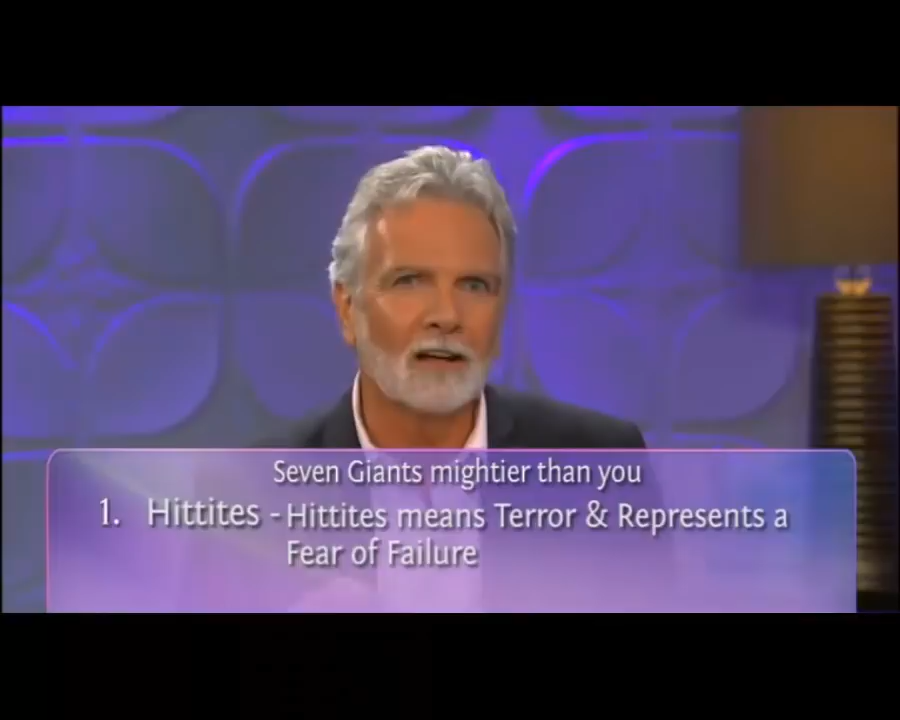 Seven Giants mightier than you
1. Hittites - Hittites means Terror & Represents a
Fear of Failure